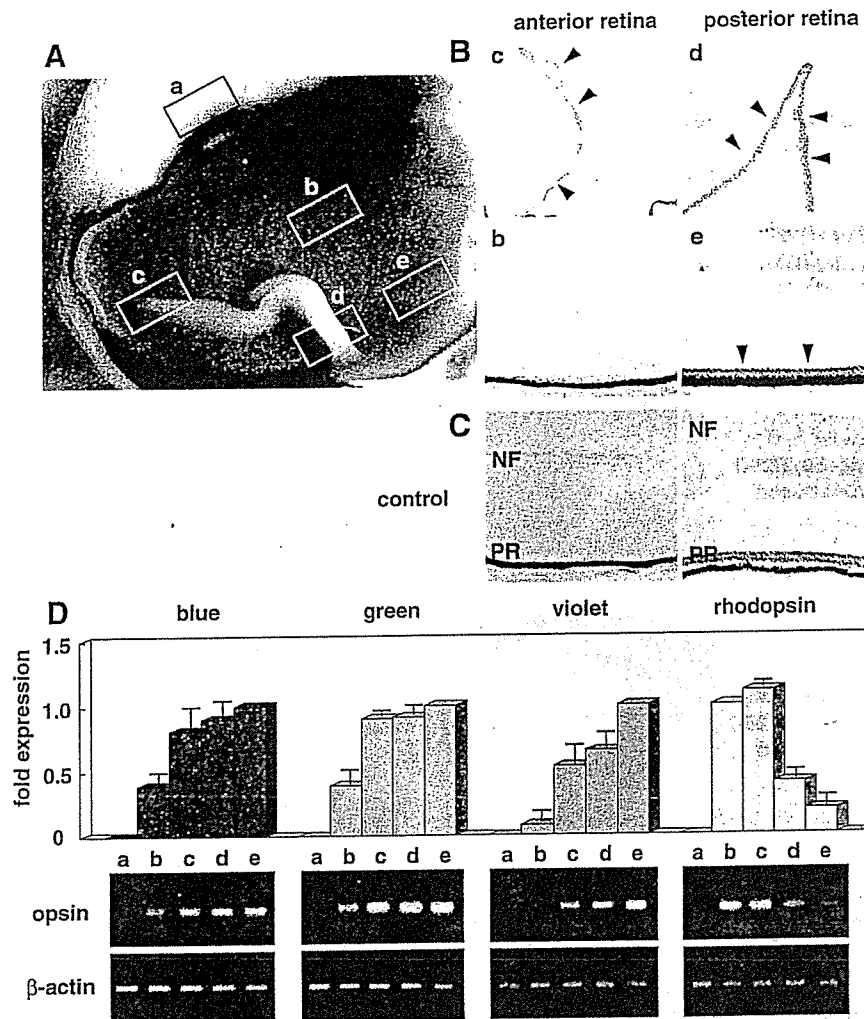 anterior retina posterior retina
A
B
a
b
c
d
e
c
d
b
e
C
NF
NF
control
PR
PR
D
blue green violet rhodopsin
fold expression
1.5
1.0
0.5
0
a b c d e a b c d e a b c d e a b c d e
opsin
β-actin